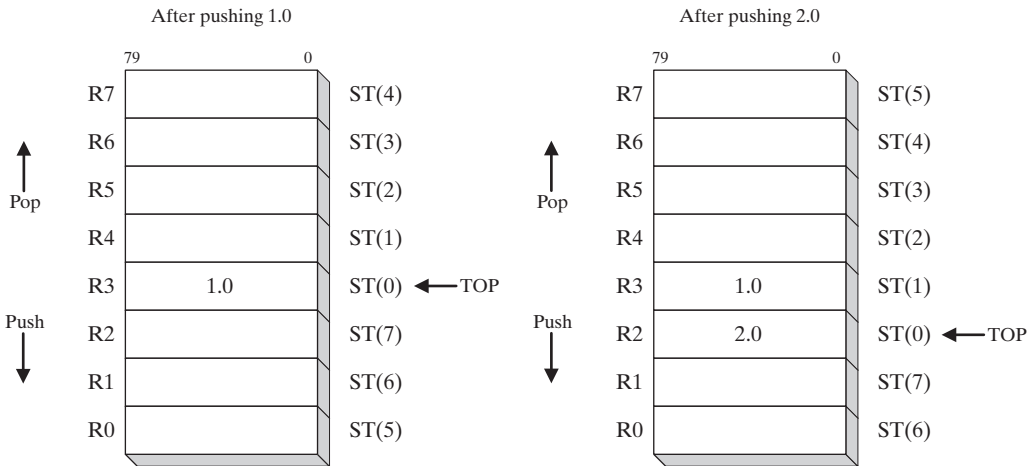 After pushing 1.0
79 0
R7 ST(4)
R6 ST(3)
Pop
R5 ST(2)
R4 ST(1)
R3 1.0 ST(0) TOP
Push
R2 ST(7)
R1 ST(6)
R0 ST(5)
After pushing 2.0
79 0
R7 ST(5)
R6 ST(4)
Pop
R5 ST(3)
R4 ST(2)
R3 1.0 ST(1)
Push
R2 2.0 ST(0) TOP
R1 ST(7)
R0 ST(6)